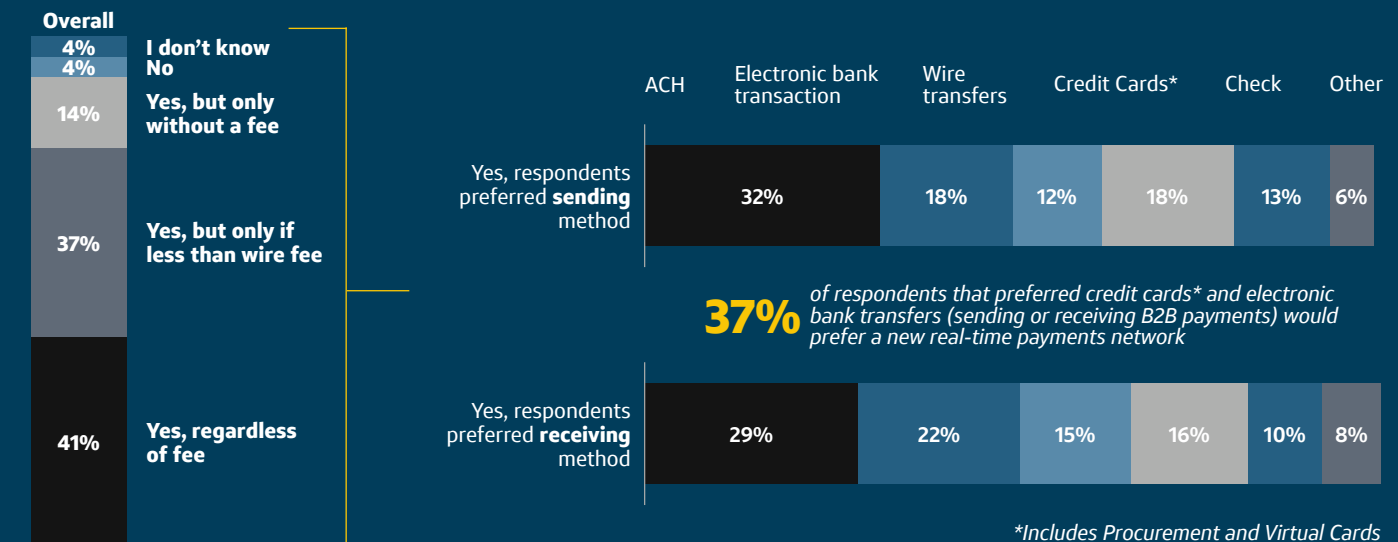 Overall
4%
I don't know
4%
No
14%
Yes, but only
without a fee
37%
Yes, but only if
less than wire fee
41%
Yes, regardless
of fee
ACH
Electronic bank
transaction
Wire
transfers
Credit Cards*
Check
Other
Yes, respondents
preferred sending
method
32%
18%
12%
18%
13%
6%
37%
of respondents that preferred credit cards* and electronic
bank transfers (sending or receiving B2B payments) would
prefer a new real-time payments network
Yes, respondents
preferred receiving
method
29%
22%
15%
16%
10%
8%
*Includes Procurement and Virtual Cards